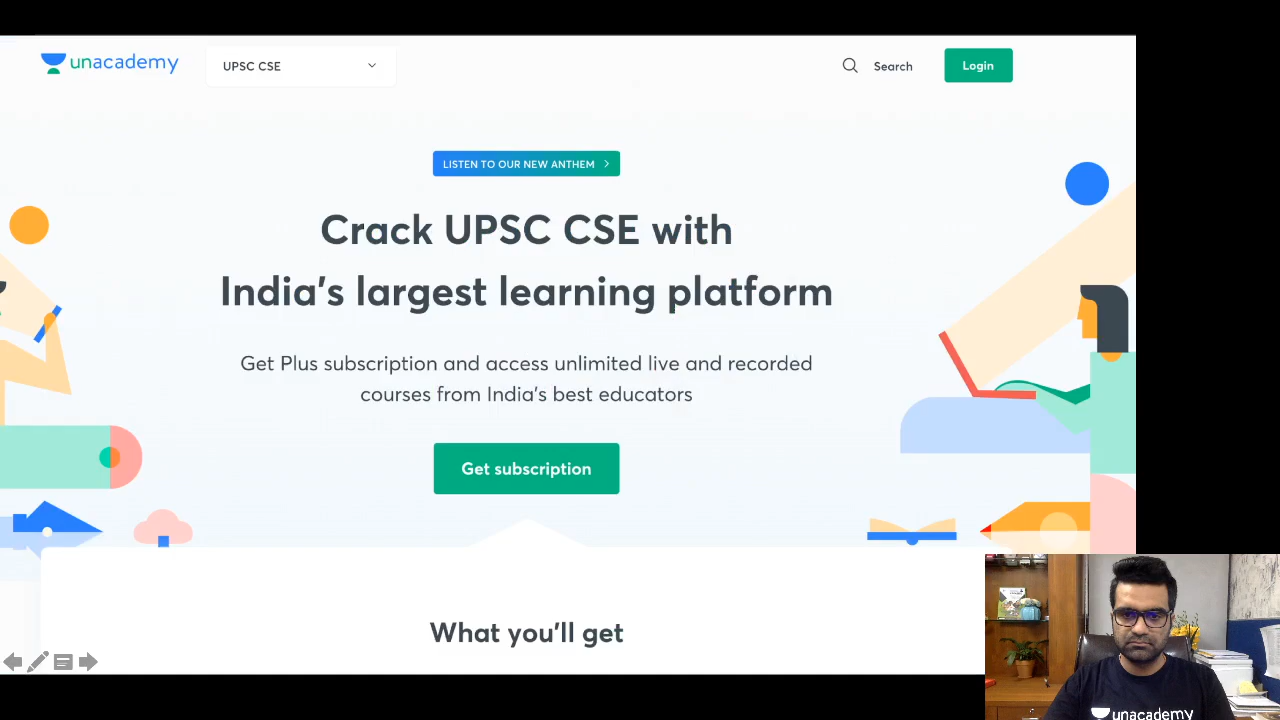 unacademy
UPSC CSE
Search
Login
LISTEN TO OUR NEW ANTHEM
Crack UPSC CSE with
India's largest learning platform
Get Plus subscription and access unlimited live and recorded
courses from India's best educators
Get subscription
What you'll get
unacademy